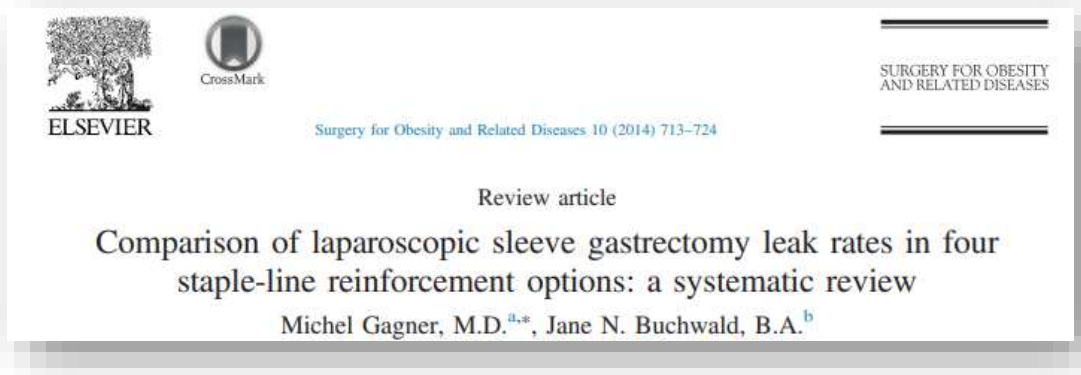 ELSEVIER
CrossMark
SURGERY FOR OBESITY
AND RELATED DISEASES
Surgery for Obesity and Related Diseases 10 (2014) 713–724
Review article
Comparison of laparoscopic sleeve gastrectomy leak rates in four
staple-line reinforcement options: a systematic review
Michel Gagner, M.D.a,*, Jane N. Buchwald, B.A.b